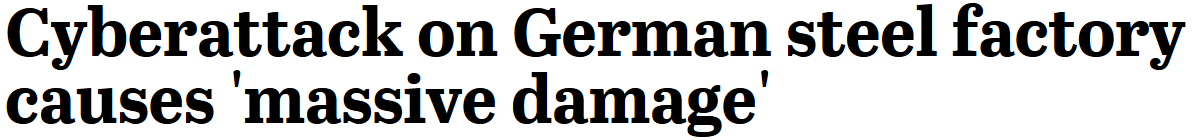 Cyberattack on German steel factory
causes 'massive damage'